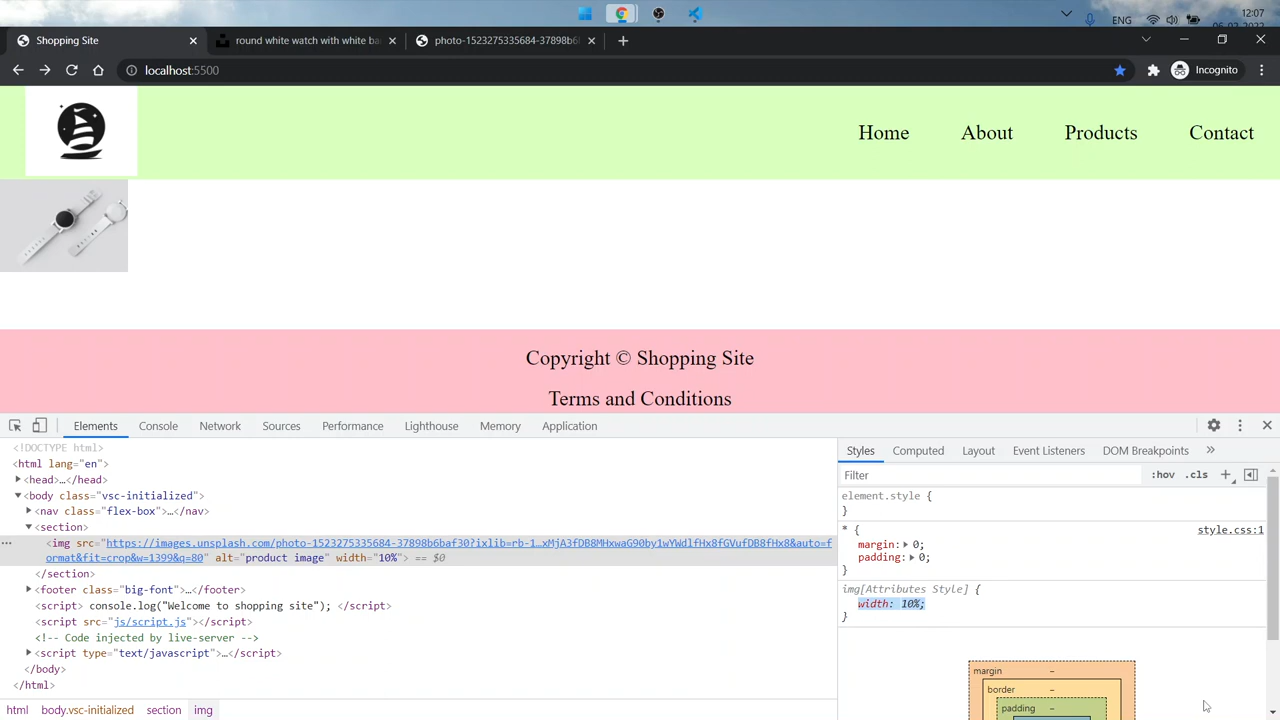 12:07
ENG
Shopping Site
round white watch with white ba
photo-1523275335684-37898b6
localhost:5500
Incognito
Home About Products Contact
Copyright © Shopping Site
Terms and Conditions
Elements Console Network Sources Performance Lighthouse Memory Application
<!DOCTYPE html>
<html lang="en">
<head>…</head>
<body class="vsc-initialized">
<nav class="flex-box">…</nav>
<section>
<img src="https://images.unsplash.com/photo-1523275335684-37898b6baf30?ixlib=rb-1…xMjA3fDB8MHxwaG90by1wYWdlfHx8fGVufDB8fHx8&auto=f
ormat&fit=crop&w=1399&q=80" alt="product image" width="10%"> == $0
</section>
<footer class="big-font">…</footer>
<script> console.log("Welcome to shopping site"); </script>
<script src="js/script.js"></script>
<!-- Code injected by live-server -->
<script type="text/javascript">…</script>
</body>
</html>
html body.vsc-initialized section img
Styles Computed Layout Event Listeners DOM Breakpoints
Filter :hov .cls
element.style {
}
* { style.css:1
margin: 0;
padding: 0;
}
img[Attributes Style] {
width: 10%;
}
margin –
border –
padding –